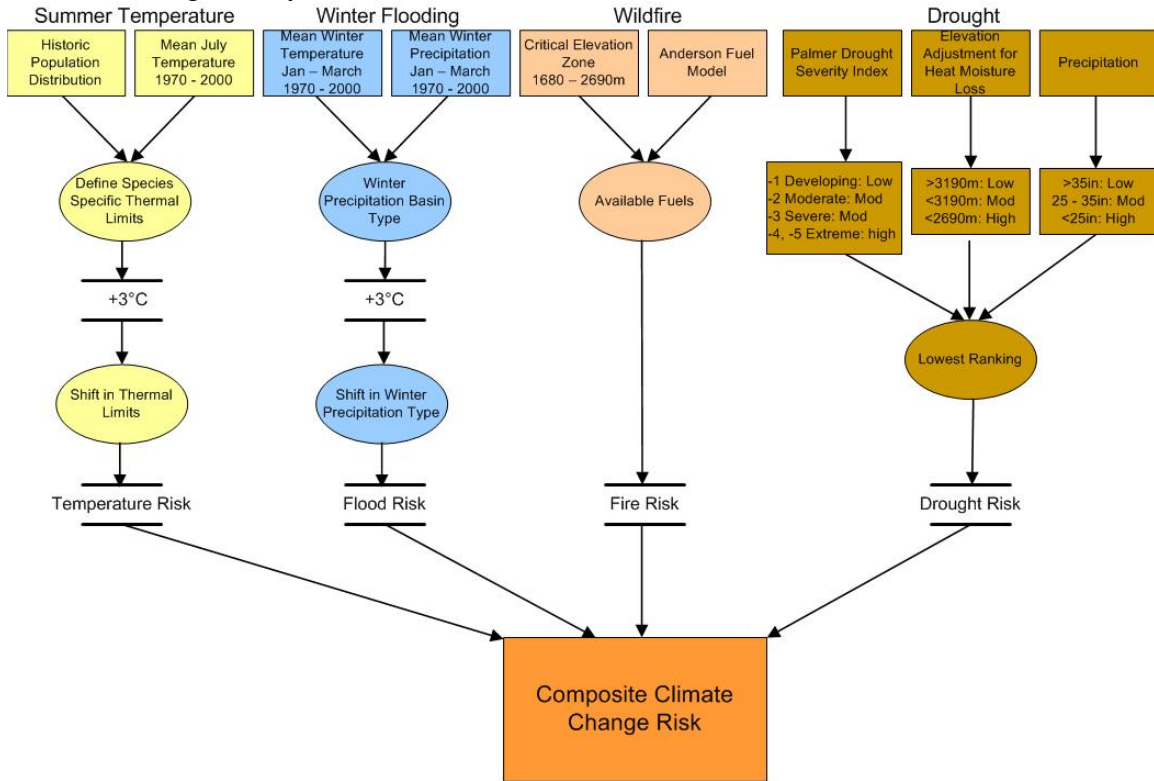 Summer Temperature
Winter Flooding
Wildfire
Drought
Historic
Population
Distribution
Mean July
Temperature
1970 - 2000
Mean Winter
Temperature
Jan – March
1970 - 2000
Mean Winter
Precipitation
Jan – March
1970 - 2000
Critical Elevation
Zone
1680 – 2690m
Anderson Fuel
Model
Palmer Drought
Severity Index
Elevation
Adjustment for
Heat Moisture
Loss
Precipitation
Define Species
Specific Thermal
Limits
Winter
Precipitation Basin
Type
Available Fuels
-1 Developing: Low
-2 Moderate: Mod
-3 Severe: Mod
-4, -5 Extreme: high
>3190m: Low
<3190m: Mod
<2690m: High
>35in: Low
25 - 35in: Mod
<25in: High
+3°C
+3°C
Shift in Thermal
Limits
Shift in Winter
Precipitation Type
Lowest Ranking
Temperature Risk
Flood Risk
Fire Risk
Drought Risk
Composite Climate
Change Risk